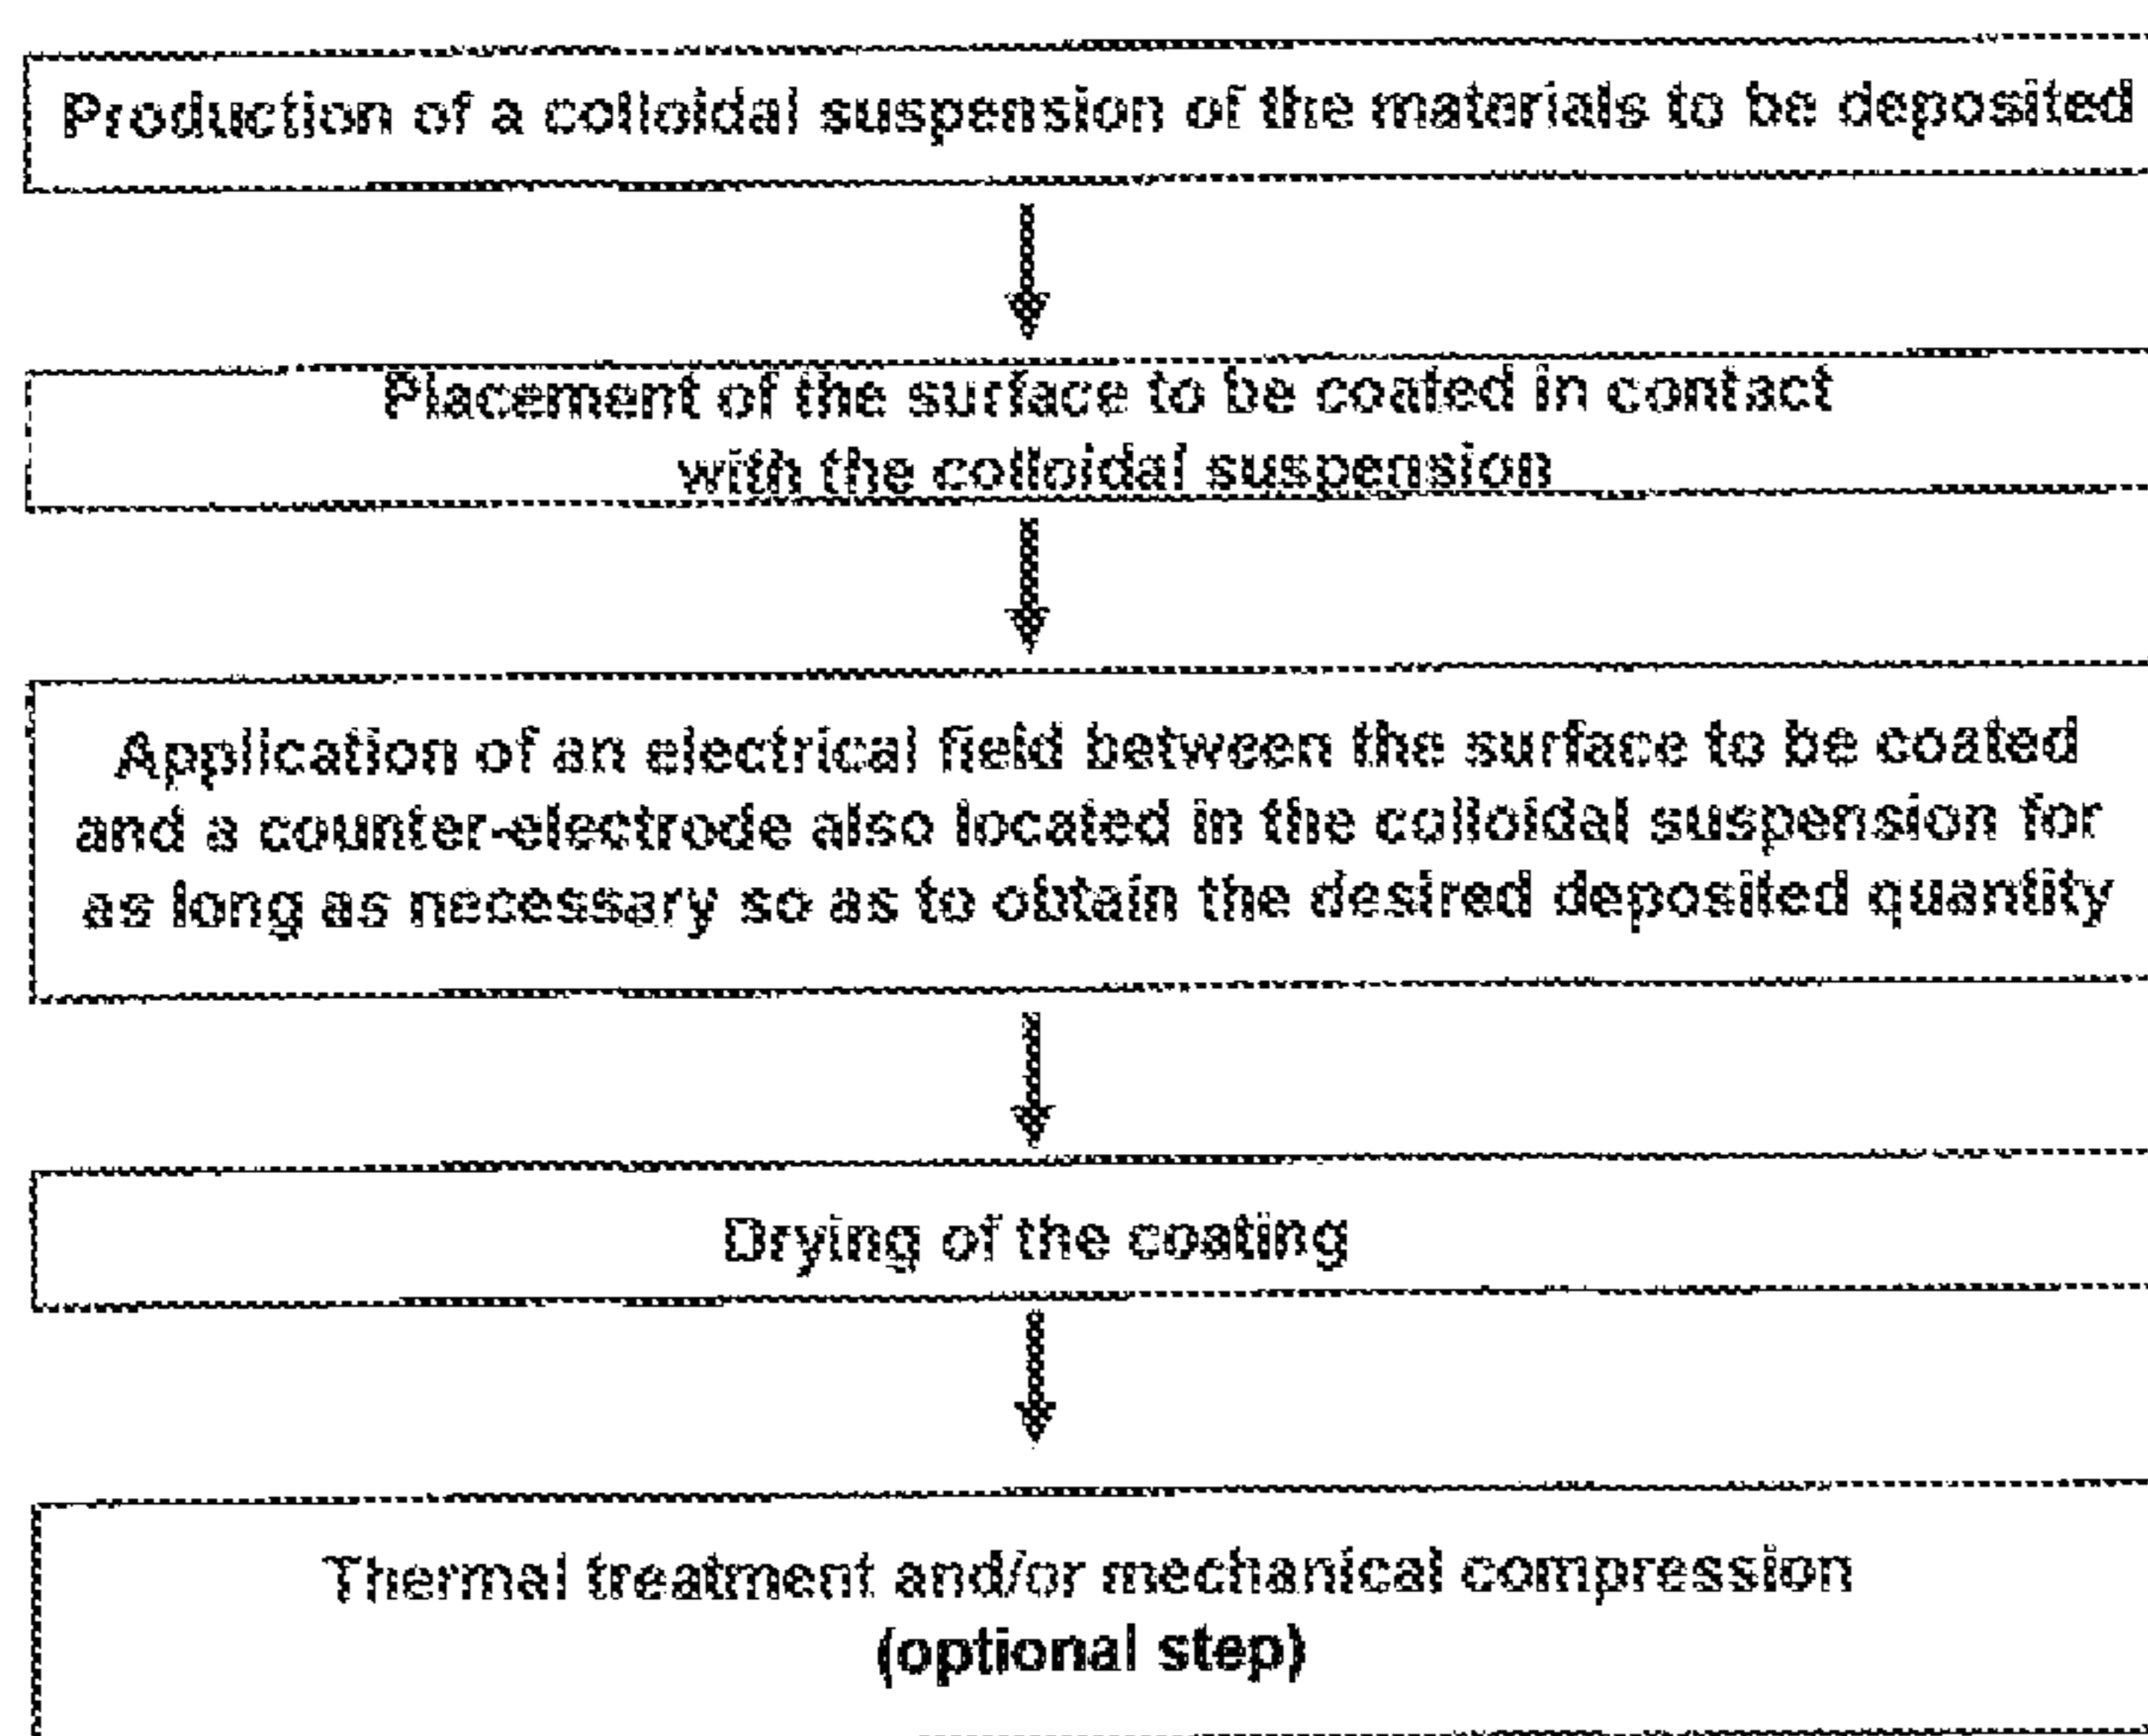 Production of a colloidal suspension of the materials to be deposited
Placement of the surface to be coated in contact
with the colloidal suspension
Application of an electrical field between the surface to be coated
and a counter-electrode also located in the colloidal suspension for
as long as necessary so as to obtain the desired deposited quantity
Drying of the coating
Thermal treatment and/or mechanical compression
(optional step)